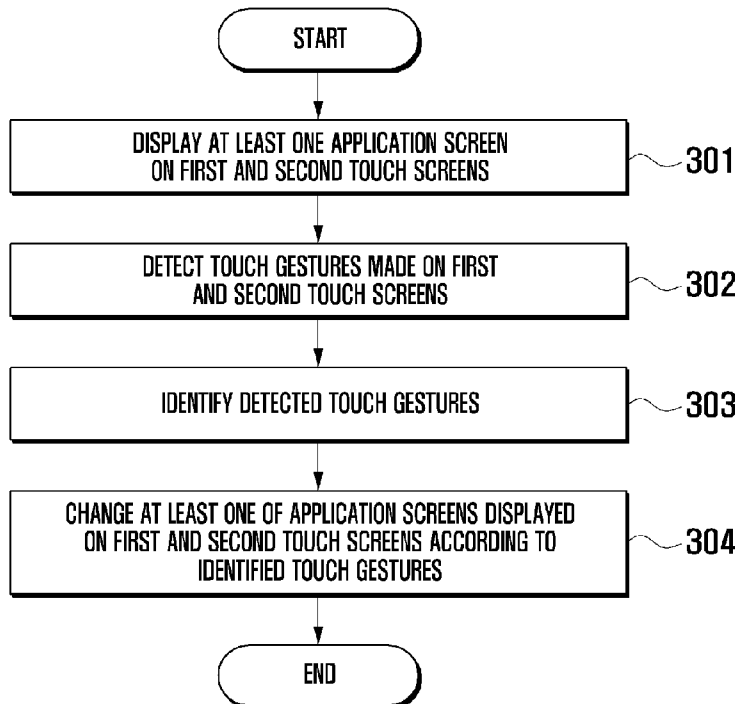 START
DISPLAY AT LEAST ONE APPLICATION SCREEN
ON FIRST AND SECOND TOUCH SCREENS
301
DETECT TOUCH GESTURES MADE ON FIRST
AND SECOND TOUCH SCREENS
302
IDENTIFY DETECTED TOUCH GESTURES
303
CHANGE AT LEAST ONE OF APPLICATION SCREENS DISPLAYED
ON FIRST AND SECOND TOUCH SCREENS ACCORDING TO
IDENTIFIED TOUCH GESTURES
304
END